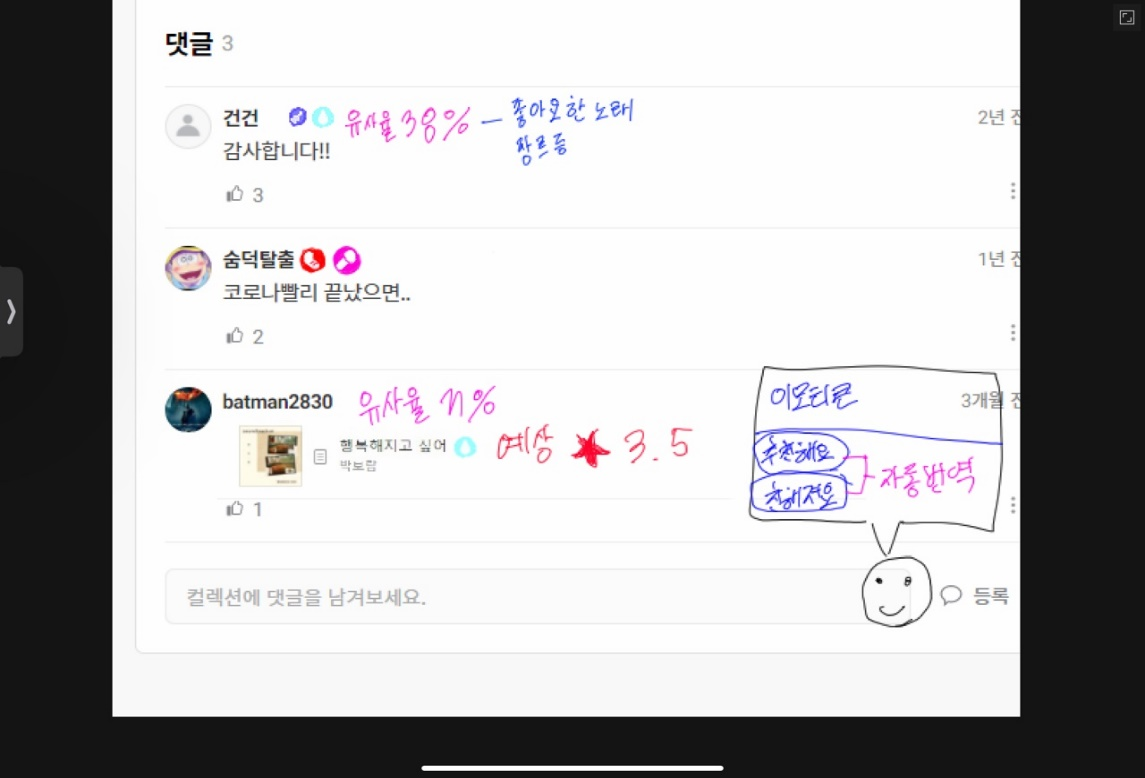 댓글 3
건건 유사율 38% - 좋아요한 노래
장르 등
2년 전
감사합니다!!
3
숨덕탈출
1년 전
코로나빨리 끝났으면..
2
batman2830 유사율 71%
3개월 전
행복해지고 싶어 예상 ★ 3.5
박보람
1
이모티콘
추천해요
친해져요
자동번역
컬렉션에 댓글을 남겨보세요.
등록